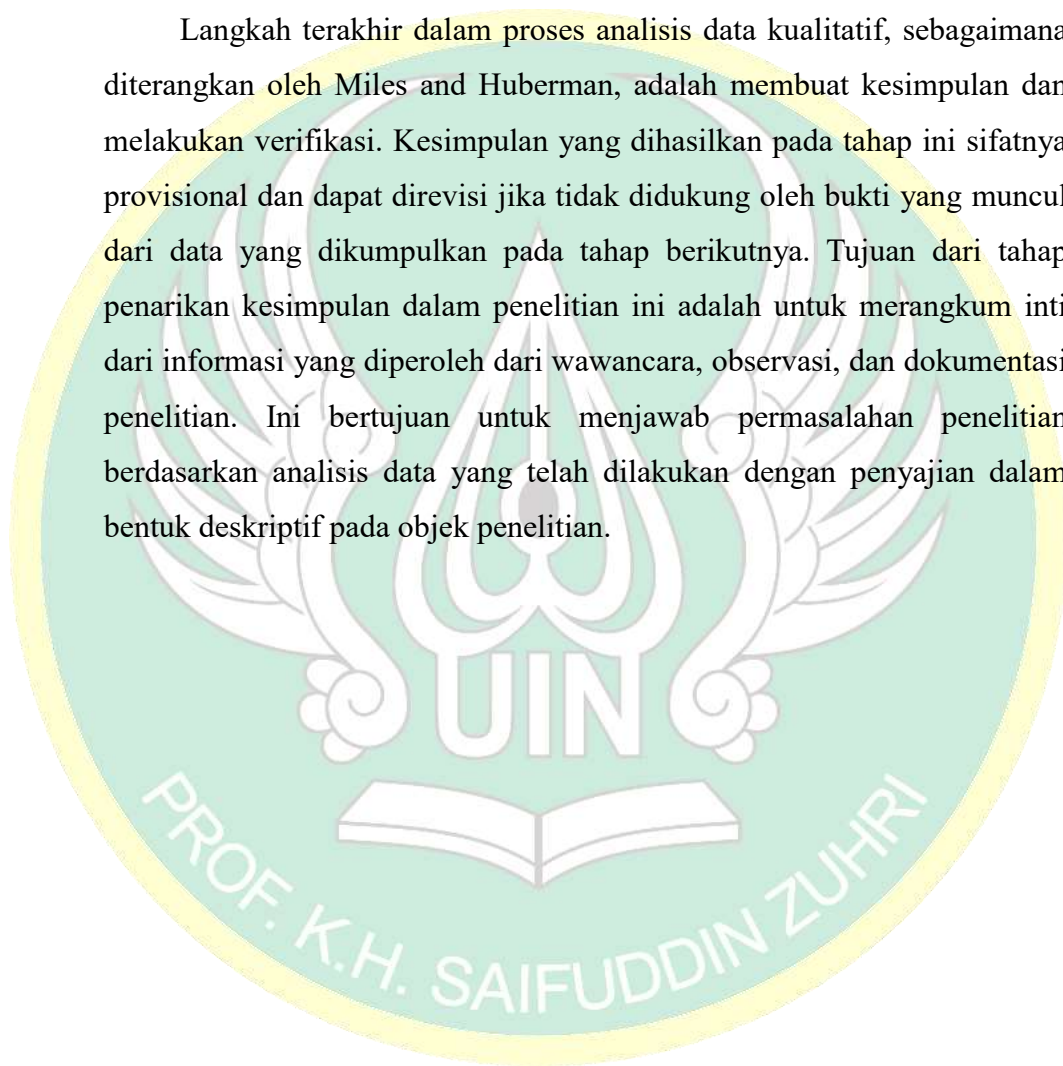 Langkah terakhir dalam proses analisis data kualitatif, sebagaimana
diterangkan oleh Miles and Huberman, adalah membuat kesimpulan dan
melakukan verifikasi. Kesimpulan yang dihasilkan pada tahap ini sifatnya
provisional dan dapat direvisi jika tidak didukung oleh bukti yang muncul
dari data yang dikumpulkan pada tahap berikutnya. Tujuan dari tahap
penarikan kesimpulan dalam penelitian ini adalah untuk merangkum inti
dari informasi yang diperoleh dari wawancara, observasi, dan dokumentasi
penelitian. Ini bertujuan untuk menjawab permasalahan penelitian
berdasarkan analisis data yang telah dilakukan dengan penyajian dalam
bentuk deskriptif pada objek penelitian.
UIN
PROF. K.H. SAIFUDDIN ZUHRI